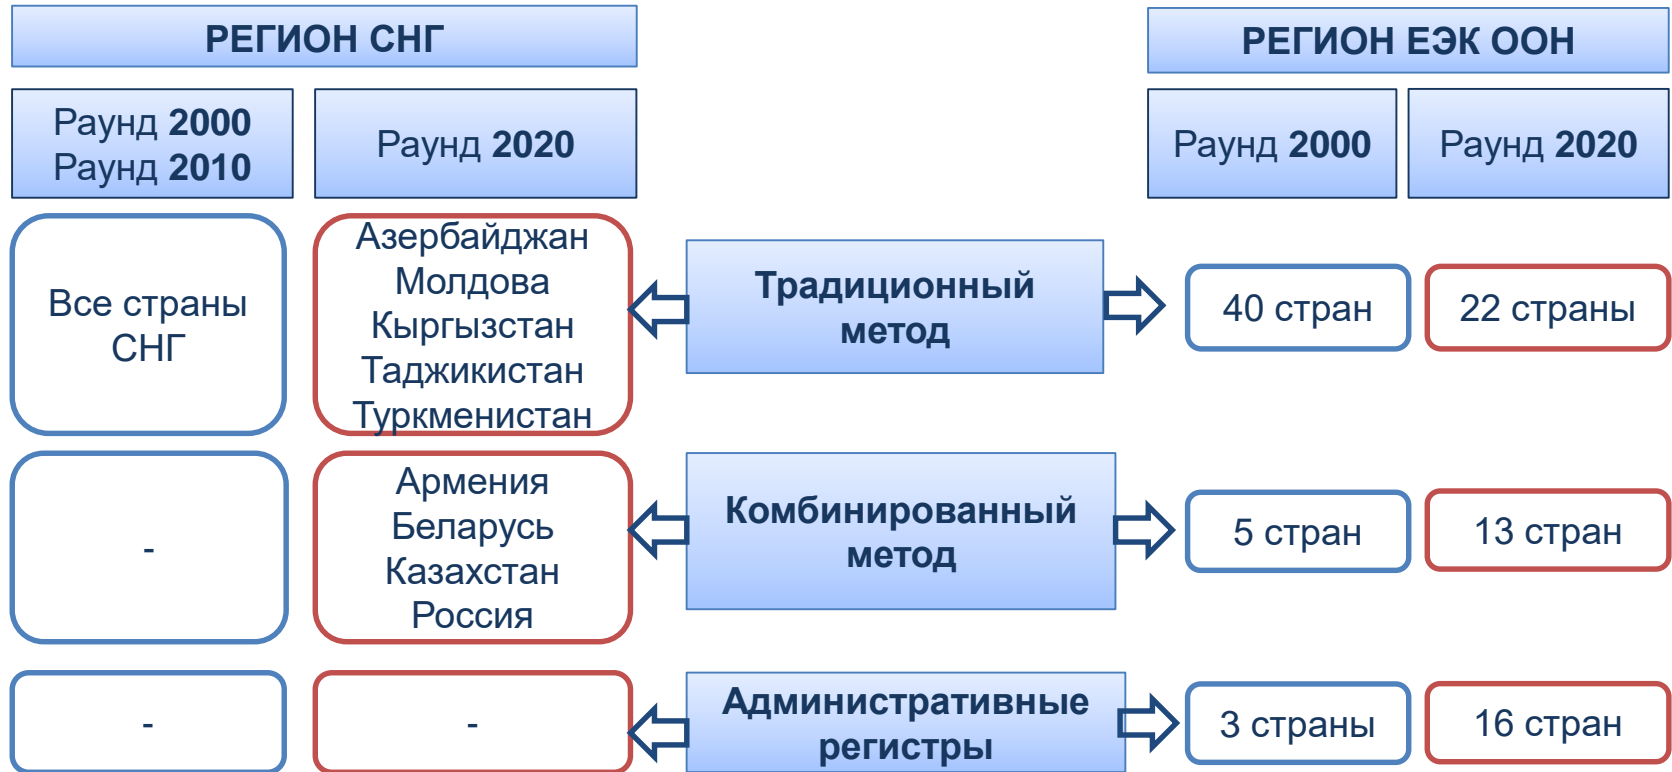 РЕГИОН СНГ
РЕГИОН ЕЭК ООН
Раунд 2000
Раунд 2010
Раунд 2020
Раунд 2000
Раунд 2020
Все страны
СНГ
Азербайджан
Молдова
Кыргызстан
Таджикистан
Туркменистан
Традиционный
метод
40 стран
22 страны
-
Армения
Беларусь
Казахстан
Россия
Комбинированный
метод
5 стран
13 стран
-
-
Административные
регистры
3 страны
16 стран